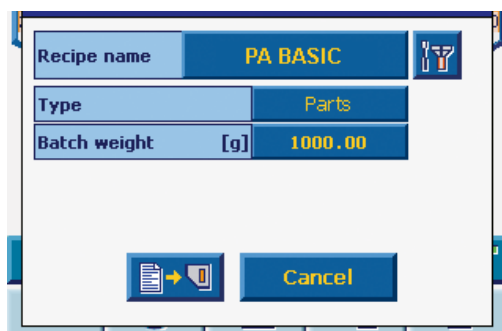 Recipe name PA BASIC
Type Parts
Batch weight [g] 1000.00
Cancel